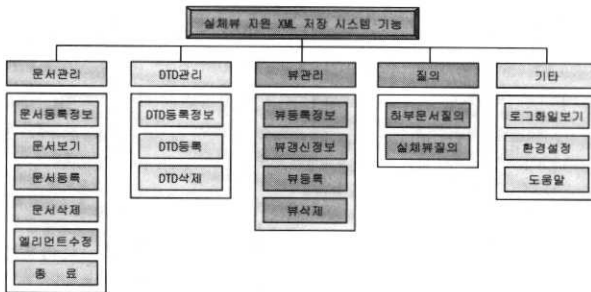 실체뷰 지원 XML 저장 시스템 기능
문서관리
문서등록정보
문서보기
문서등록
문서삭제
엘리먼트수정
종 료
DTD관리
DTD등록정보
DTD등록
DTD삭제
뷰관리
뷰등록정보
뷰갱신정보
뷰등록
뷰삭제
질의
하부문서질의
실체뷰질의
기타
로그화일보기
환경설정
도움말